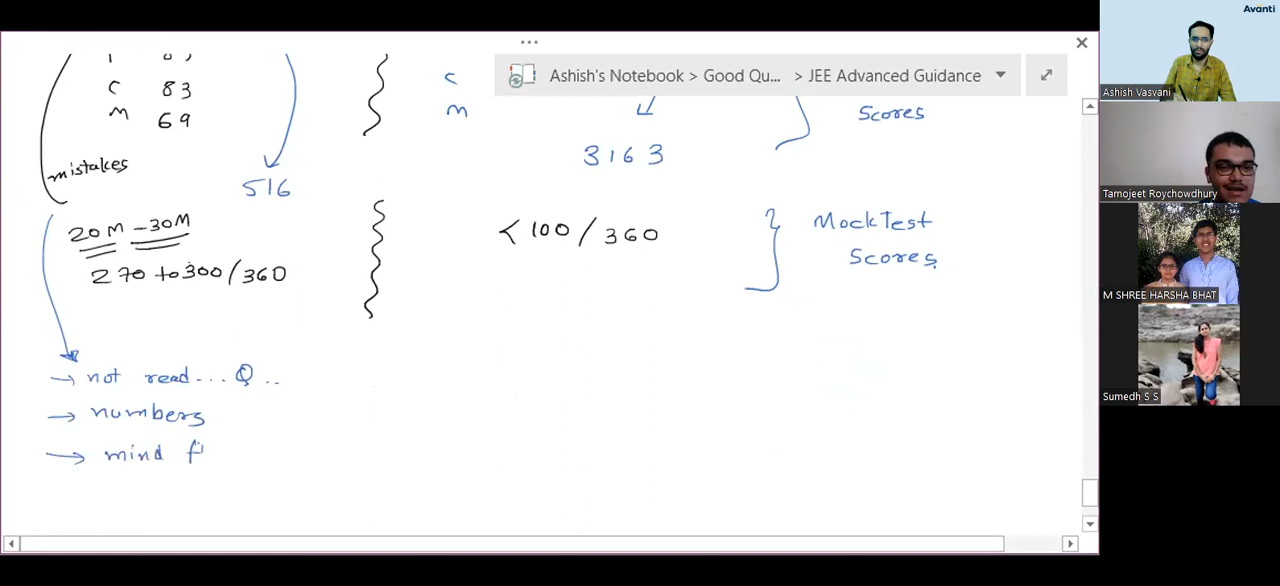 Avanti
Ashish's Notebook > Good Qu... > JEE Advanced Guidance
C 83
M 69
mistakes
516
20M - 30M
270 to 300/360
→ not read... Q..
→ numbers
→ mind
C
M
3163
Scores
< 100/360
Mock Test
Scores
Ashish Vasvani
Tamojeet Roychowdhury
M SHREE HARSHA BHAT
Sumedh S S